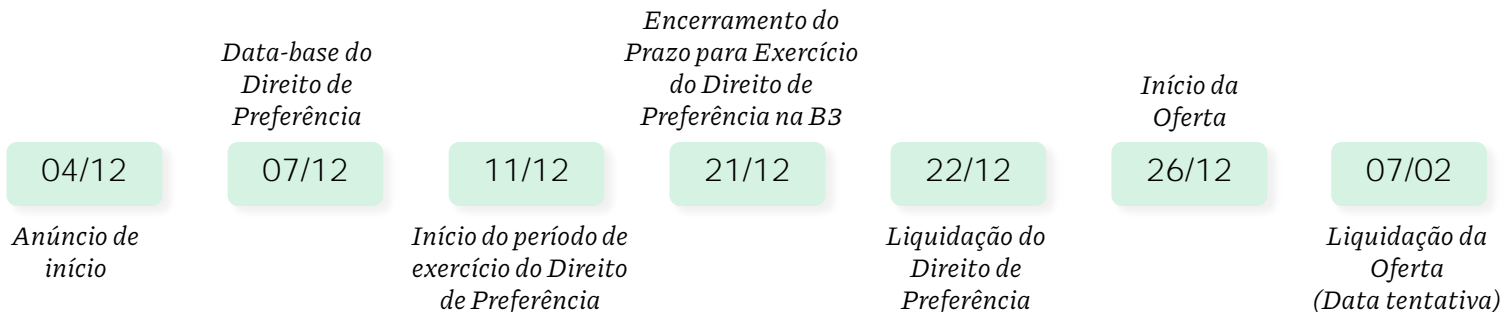 04/12
Anúncio de
início
Data-base do
Direito de
Preferência
07/12
11/12
Início do período de
exercício do Direito
de Preferência
Encerramento do
Prazo para Exercício
do Direito de
Preferência na B3
21/12
22/12
Liquidação do
Direito de
Preferência
Início da
Oferta
26/12
07/02
Liquidação da
Oferta
(Data tentativa)